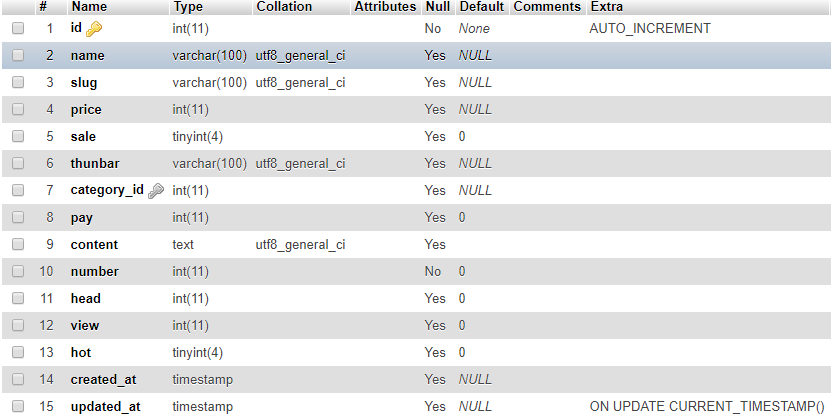 # Name Type Collation Attributes Null Default Comments Extra
1 id int(11) No None AUTO_INCREMENT
2 name varchar(100) utf8_general_ci Yes NULL
3 slug varchar(100) utf8_general_ci Yes NULL
4 price int(11) Yes NULL
5 sale tinyint(4) Yes 0
6 thunbar varchar(100) utf8_general_ci Yes NULL
7 category_id int(11) Yes NULL
8 pay int(11) Yes 0
9 content text utf8_general_ci Yes
10 number int(11) No 0
11 head int(11) Yes 0
12 view int(11) Yes 0
13 hot tinyint(4) Yes 0
14 created_at timestamp Yes NULL
15 updated_at timestamp Yes NULL ON UPDATE CURRENT_TIMESTAMP()